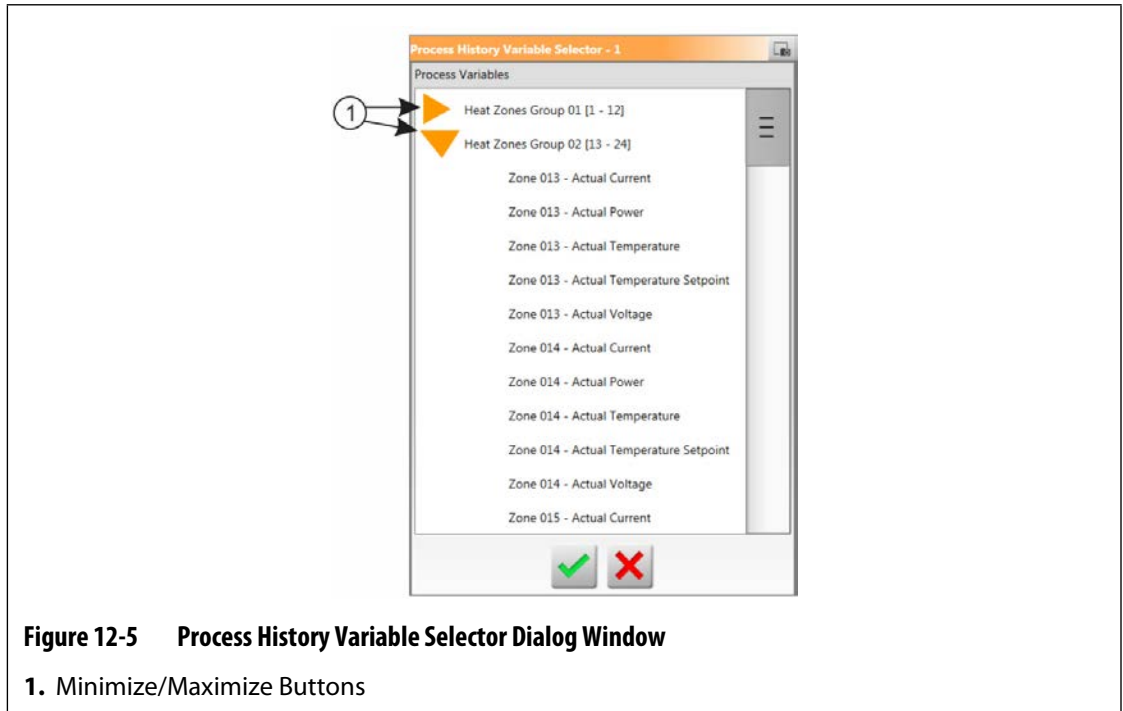 Process History Variable Selector - 1
Process Variables
1
Heat Zones Group 01 [1 - 12]
Heat Zones Group 02 [13 - 24]
Zone 013 - Actual Current
Zone 013 - Actual Power
Zone 013 - Actual Temperature
Zone 013 - Actual Temperature Setpoint
Zone 013 - Actual Voltage
Zone 014 - Actual Current
Zone 014 - Actual Power
Zone 014 - Actual Temperature
Zone 014 - Actual Temperature Setpoint
Zone 014 - Actual Voltage
Zone 015 - Actual Current
Figure 12-5 Process History Variable Selector Dialog Window
1. Minimize/Maximize Buttons